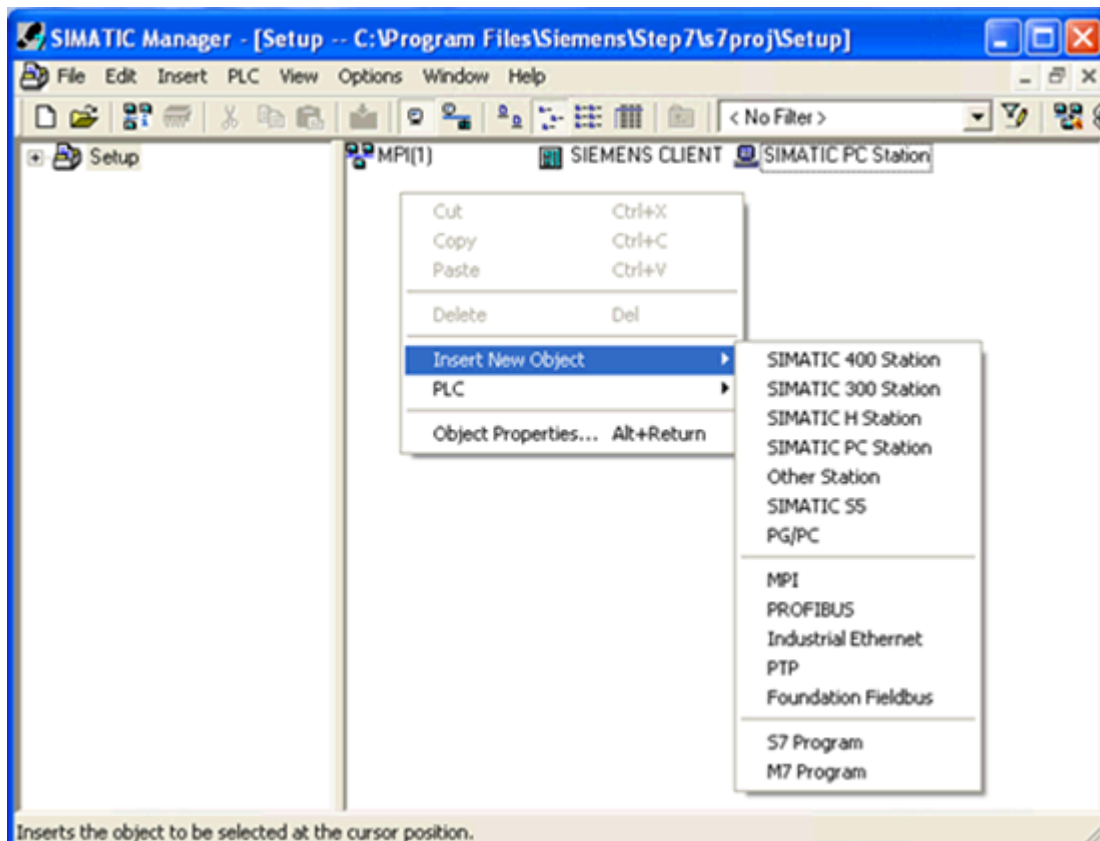 SIMATIC Manager - [Setup -- C:\Program Files\Siemens\Step7\s7proj\Setup]
File Edit Insert PLC View Options Window Help
< No Filter >
Setup
MPI(1) SIEMENS CLIENT SIMATIC PC Station
Cut Ctrl+X
Copy Ctrl+C
Paste Ctrl+V
Delete Del
Insert New Object
PLC
Object Properties... Alt+Return
SIMATIC 400 Station
SIMATIC 300 Station
SIMATIC H Station
SIMATIC PC Station
Other Station
SIMATIC S5
PG/PC
MPI
PROFIBUS
Industrial Ethernet
PTP
Foundation Fieldbus
S7 Program
M7 Program
Inserts the object to be selected at the cursor position.